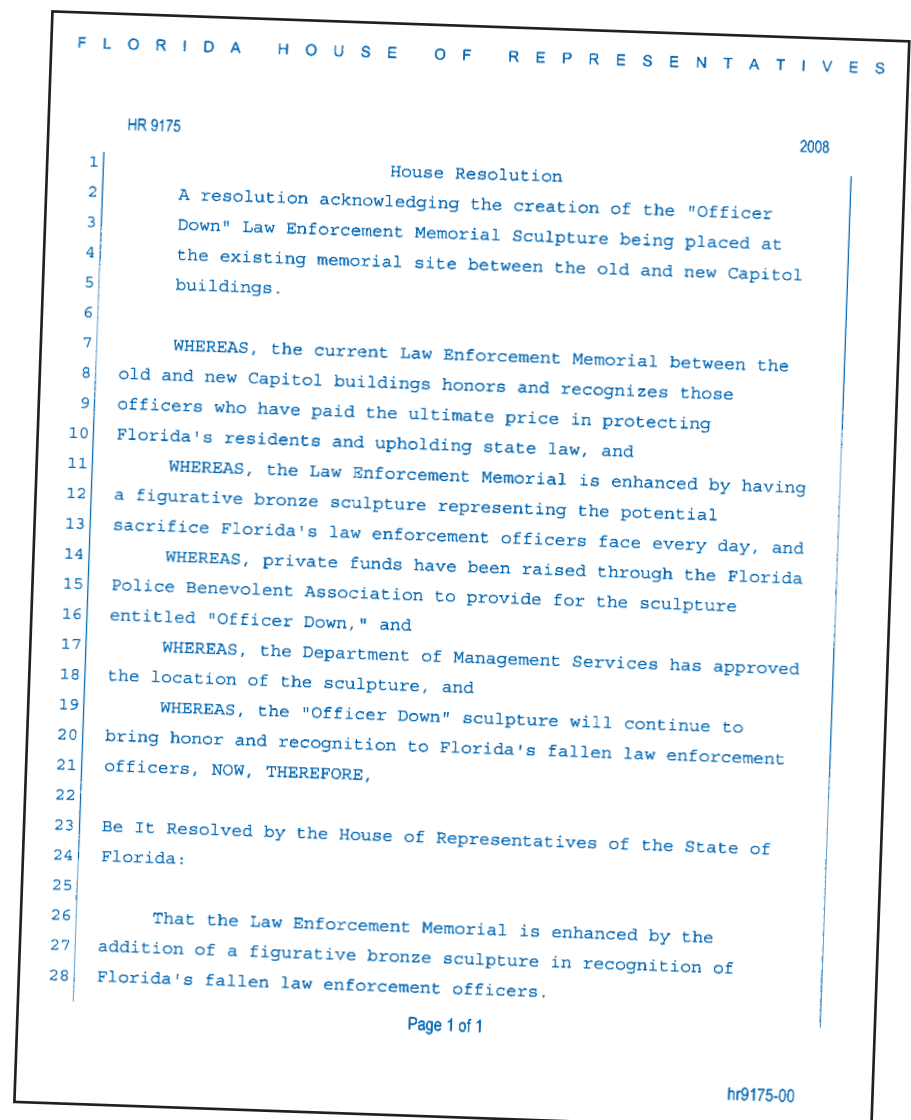 FLORIDA HOUSE OF REPRESENTATIVES
HR 9175 2008
1 House Resolution
2 A resolution acknowledging the creation of the "Officer
3 Down" Law Enforcement Memorial Sculpture being placed at
4 the existing memorial site between the old and new Capitol
5 buildings.
6
7 WHEREAS, the current Law Enforcement Memorial between the
8 old and new Capitol buildings honors and recognizes those
9 officers who have paid the ultimate price in protecting
10 Florida's residents and upholding state law, and
11 WHEREAS, the Law Enforcement Memorial is enhanced by having
12 a figurative bronze sculpture representing the potential
13 sacrifice Florida's law enforcement officers face every day, and
14 WHEREAS, private funds have been raised through the Florida
15 Police Benevolent Association to provide for the sculpture
16 entitled "Officer Down," and
17 WHEREAS, the Department of Management Services has approved
18 the location of the sculpture, and
19 WHEREAS, the "Officer Down" sculpture will continue to
20 bring honor and recognition to Florida's fallen law enforcement
21 officers, NOW, THEREFORE,
22
23 Be It Resolved by the House of Representatives of the State of
24 Florida:
25
26 That the Law Enforcement Memorial is enhanced by the
27 addition of a figurative bronze sculpture in recognition of
28 Florida's fallen law enforcement officers.
Page 1 of 1
hr9175-00